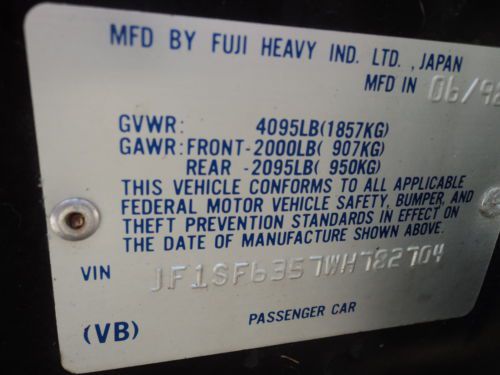 MFD BY FUJI HEAVY IND. LTD., JAPAN
MFD IN 06/92
GVWR: 4095LB(1857KG)
GAWR: FRONT-2000LB( 907KG)
REAR -2095LB( 950KG)
THIS VEHICLE CONFORMS TO ALL APPLICABLE
FEDERAL MOTOR VEHICLE SAFETY, BUMPER, AND
THEFT PREVENTION STANDARDS IN EFFECT ON
THE DATE OF MANUFACTURE SHOWN ABOVE.
VIN JF1SF6357WH782704
(VB) PASSENGER CAR